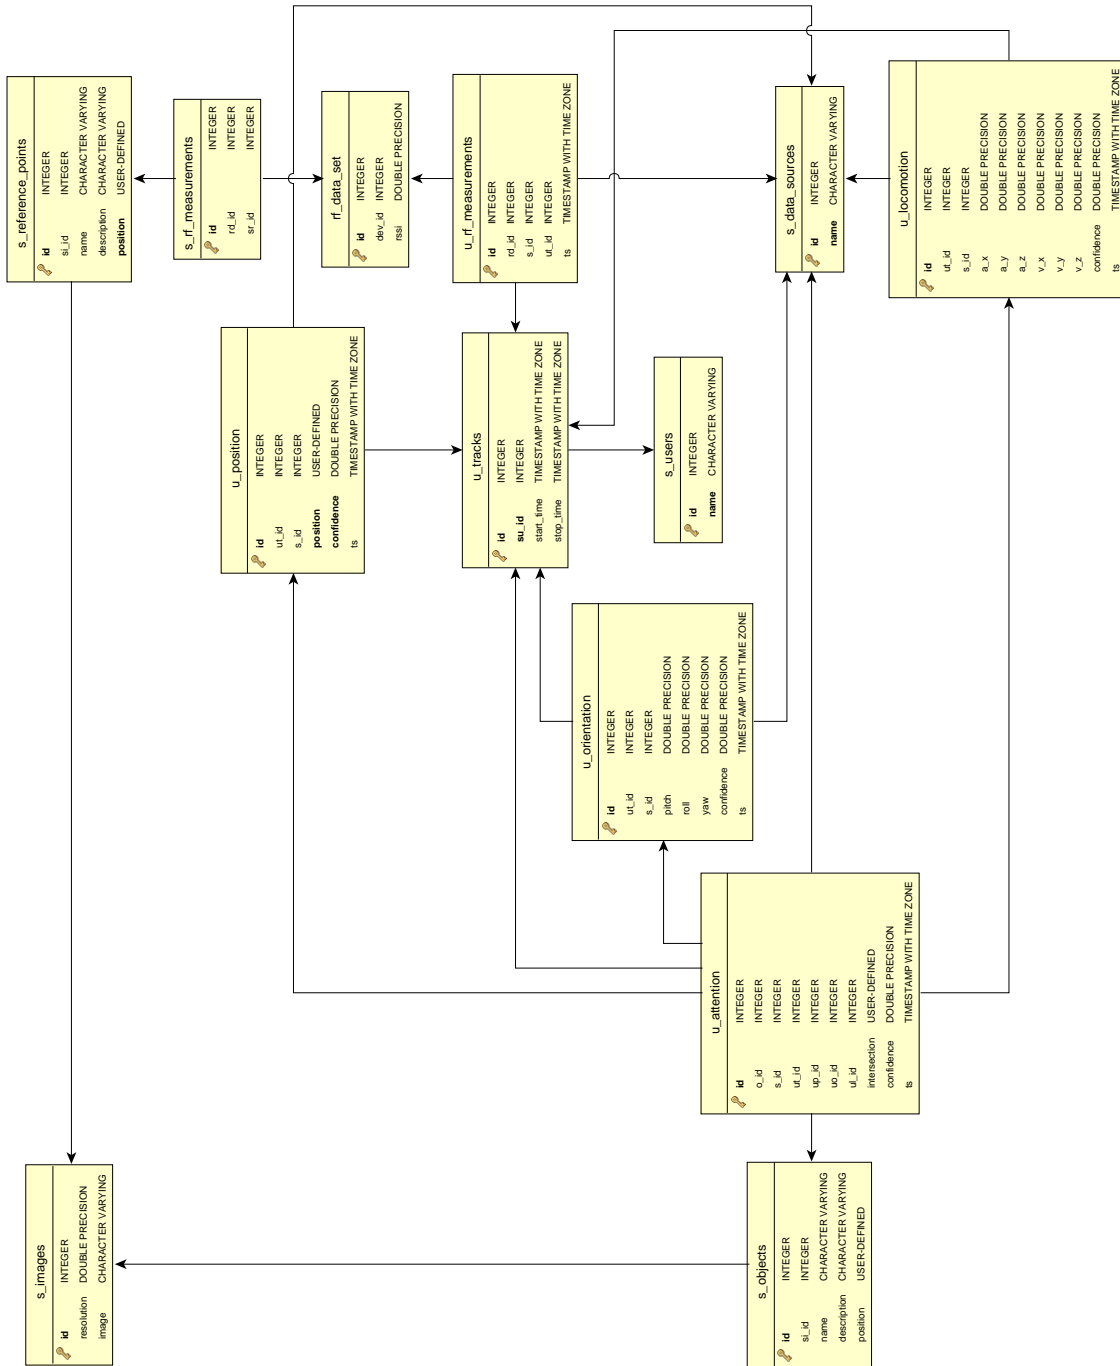 s_reference_points
id INTEGER
si_id INTEGER
name CHARACTER VARYING
description CHARACTER VARYING
position USER-DEFINED
s_rf_measurements
id INTEGER
rd_id INTEGER
sr_id INTEGER
rf_data_set
id INTEGER
dev_id INTEGER
rssi DOUBLE PRECISION
u_rf_measurements
id INTEGER
rd_id INTEGER
s_id INTEGER
ut_id INTEGER
ts TIMESTAMP WITH TIME ZONE
s_data_sources
id INTEGER
name CHARACTER VARYING
u_locomotion
id INTEGER
ut_id INTEGER
s_id INTEGER
a_x DOUBLE PRECISION
a_y DOUBLE PRECISION
a_z DOUBLE PRECISION
v_x DOUBLE PRECISION
v_y DOUBLE PRECISION
v_z DOUBLE PRECISION
confidence DOUBLE PRECISION
ts TIMESTAMP WITH TIME ZONE
u_position
id INTEGER
ut_id INTEGER
s_id INTEGER
position USER-DEFINED
confidence DOUBLE PRECISION
ts TIMESTAMP WITH TIME ZONE
u_tracks
id INTEGER
su_id INTEGER
start_time TIMESTAMP WITH TIME ZONE
stop_time TIMESTAMP WITH TIME ZONE
s_users
id INTEGER
name CHARACTER VARYING
u_orientation
id INTEGER
ut_id INTEGER
s_id INTEGER
pitch DOUBLE PRECISION
roll DOUBLE PRECISION
yaw DOUBLE PRECISION
confidence DOUBLE PRECISION
ts TIMESTAMP WITH TIME ZONE
u_attention
id INTEGER
o_id INTEGER
s_id INTEGER
ut_id INTEGER
up_id INTEGER
uo_id INTEGER
ul_id INTEGER
intersection USER-DEFINED
confidence DOUBLE PRECISION
ts TIMESTAMP WITH TIME ZONE
s_images
id INTEGER
resolution DOUBLE PRECISION
image CHARACTER VARYING
s_objects
id INTEGER
si_id INTEGER
name CHARACTER VARYING
description CHARACTER VARYING
position USER-DEFINED